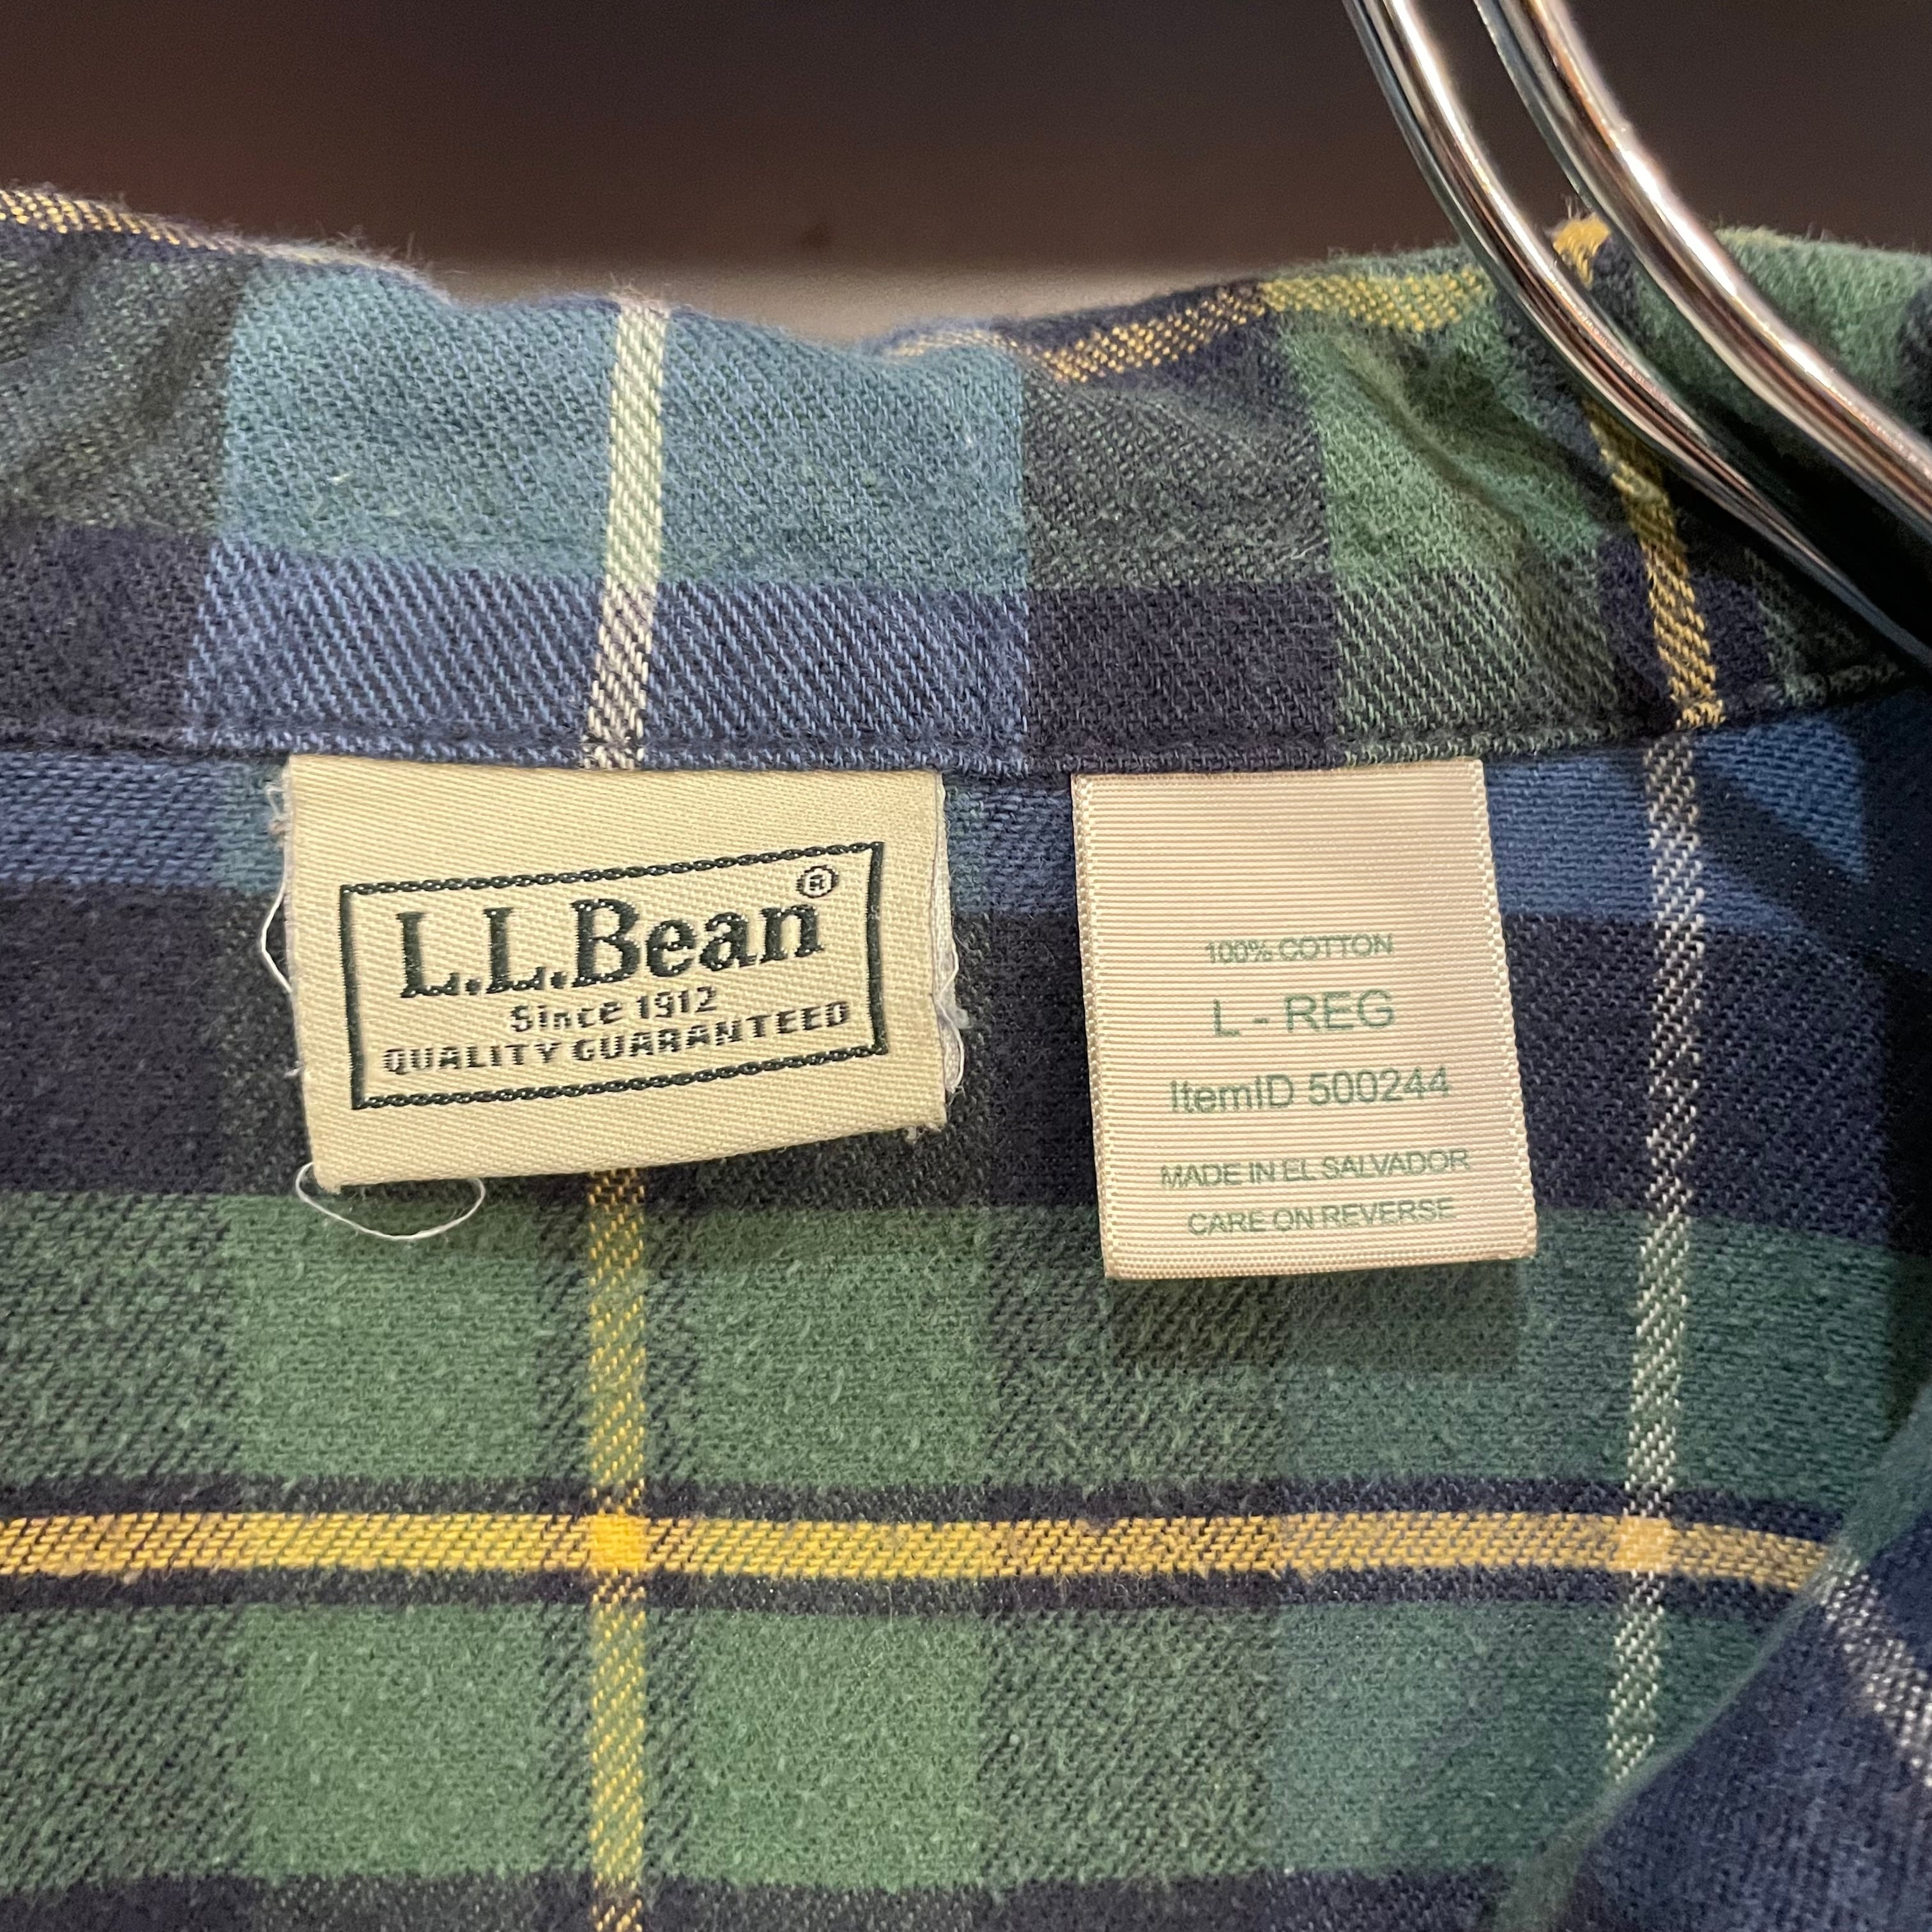 L.L.Bean®
Since 1912
QUALITY GUARANTEED
100% COTTON
L - REG
ItemID 500244
MADE IN EL SALVADOR
CARE ON REVERSE